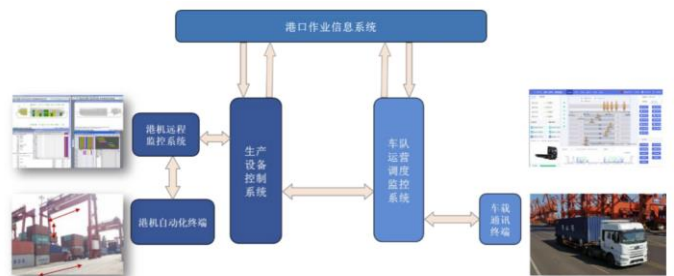 港口作业信息系统
港机远程
监控系统
生产
设备
控制
系统
车队
运营
调度
监控
系统
港机自动化终端
车载
通讯
终端